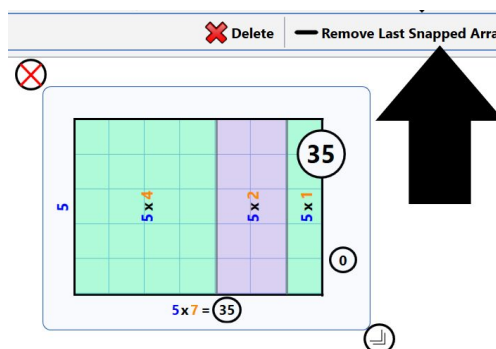 Delete
Remove Last Snapped Arra
35
5
5 x 4
5 x 2
5 x 1
0
5 x 7 = 35